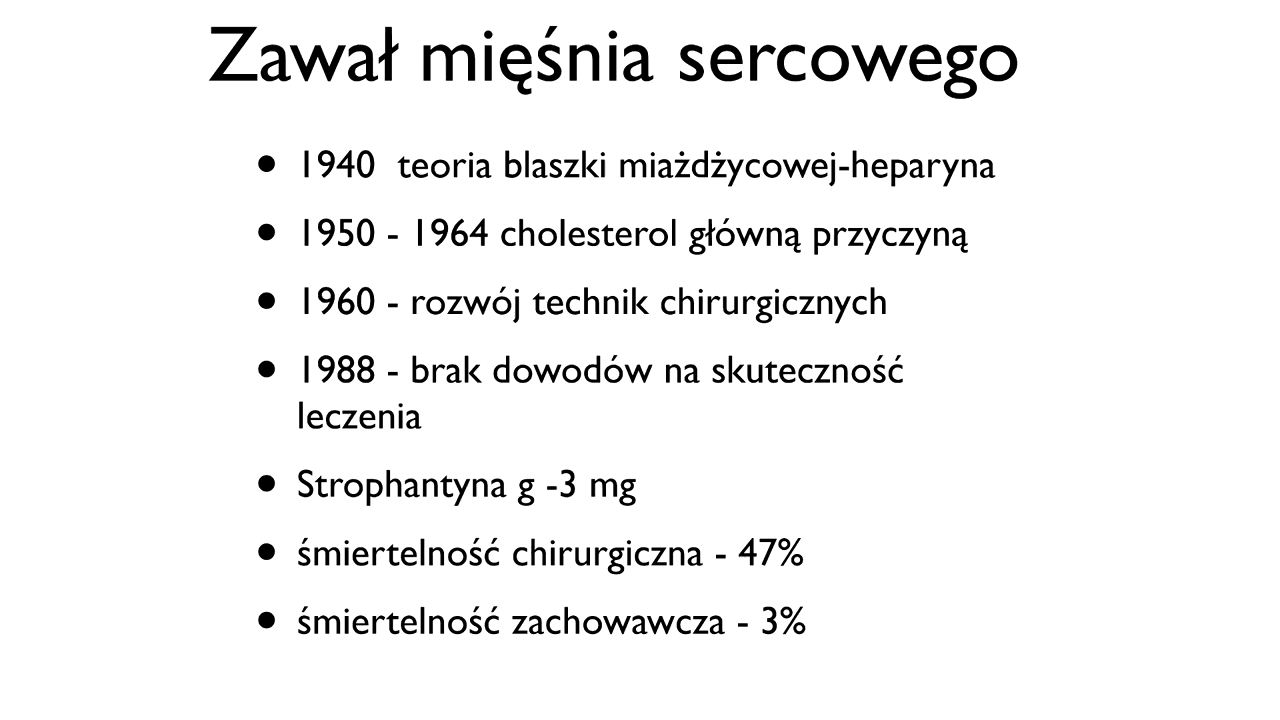 Zawał mięśnia sercowego
• 1940  teoria blaszki miażdżycowej-heparyna
• 1950 - 1964 cholesterol główną przyczyną
• 1960 - rozwój technik chirurgicznych
• 1988 - brak dowodów na skuteczność
leczenia
• Strophantyna g -3 mg
• śmiertelność chirurgiczna - 47%
• śmiertelność zachowawcza - 3%